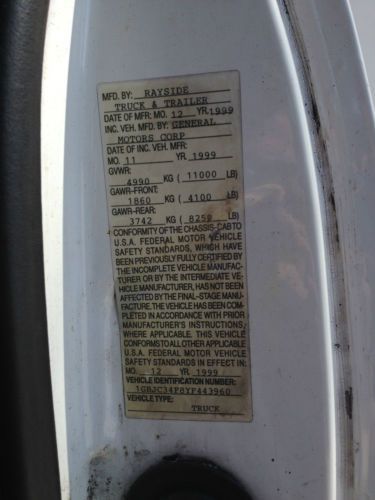 MFD. BY: RAYSIDE
TRUCK & TRAILER
DATE OF MFR: MO. 12 YR. 1999
INC. VEH. MFG. BY: GENERAL
MOTORS CORP
DATE OF INC. VEH. MFR:
MO. 11 YR. 1999
GVWR:
4990 KG ( 11000 LB)
GAWR-FRONT:
1860 KG ( 4100 LB)
GAWR-REAR:
3742 KG ( 8250 LB)
CONFORMITY OF THE CHASSIS-CAB TO
U.S.A. FEDERAL MOTOR VEHICLE
SAFETY STANDARDS, WHICH HAVE
BEEN PREVIOUSLY FULLY CERTIFIED BY
THE INCOMPLETE VEHICLE MANUFAC-
TURER OR BY THE INTERMEDIATE VE-
HICLE MANUFACTURER, HAS NOT BEEN
AFFECTED BY THE FINAL-STAGE MANU-
FACTURE. THE VEHICLE HAS BEEN COM-
PLETED IN ACCORDANCE WITH PRIOR
MANUFACTURER'S INSTRUCTIONS,
WHERE APPLICABLE. THIS VEHICLE
CONFORMS TO ALL OTHER APPLICABLE
U.S.A. FEDERAL MOTOR VEHICLE
SAFETY STANDARDS IN EFFECT IN:
MO. 12 YR. 1999
VEHICLE IDENTIFICATION NUMBER:
1GBJC34F8YF443960
VEHICLE TYPE:
TRUCK